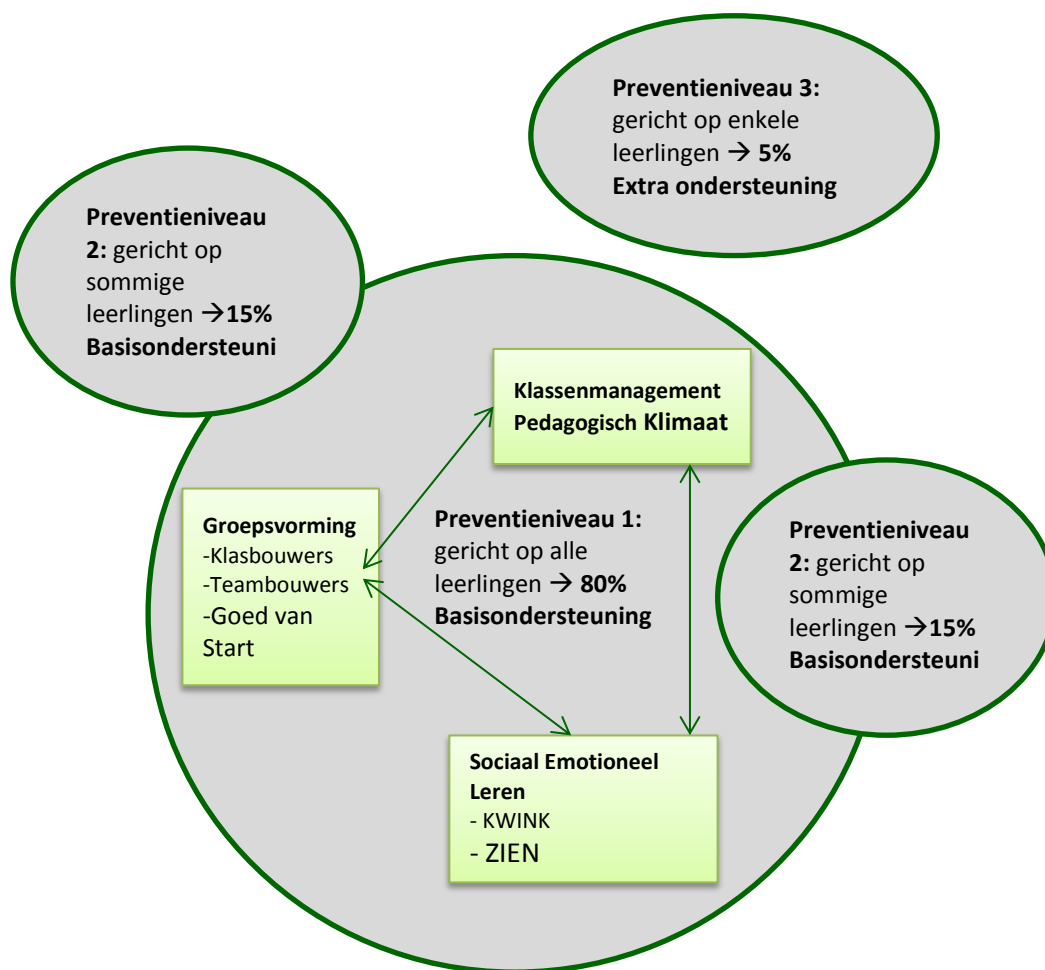 Preventieniveau 3:
gericht op enkele
leerlingen → 5%
Extra ondersteuning
Preventieniveau
2: gericht op
sommige
leerlingen →15%
Basisondersteuni
Klassenmanagement
Pedagogisch Klimaat
Groepsvorming
-Klasbouwers
-Teambouwers
-Goed van
Start
Preventieniveau 1:
gericht op alle
leerlingen → 80%
Basisondersteuning
Preventieniveau
2: gericht op
sommige
leerlingen →15%
Basisondersteuni
Sociaal Emotioneel
Leren
- KWINK
- ZIEN